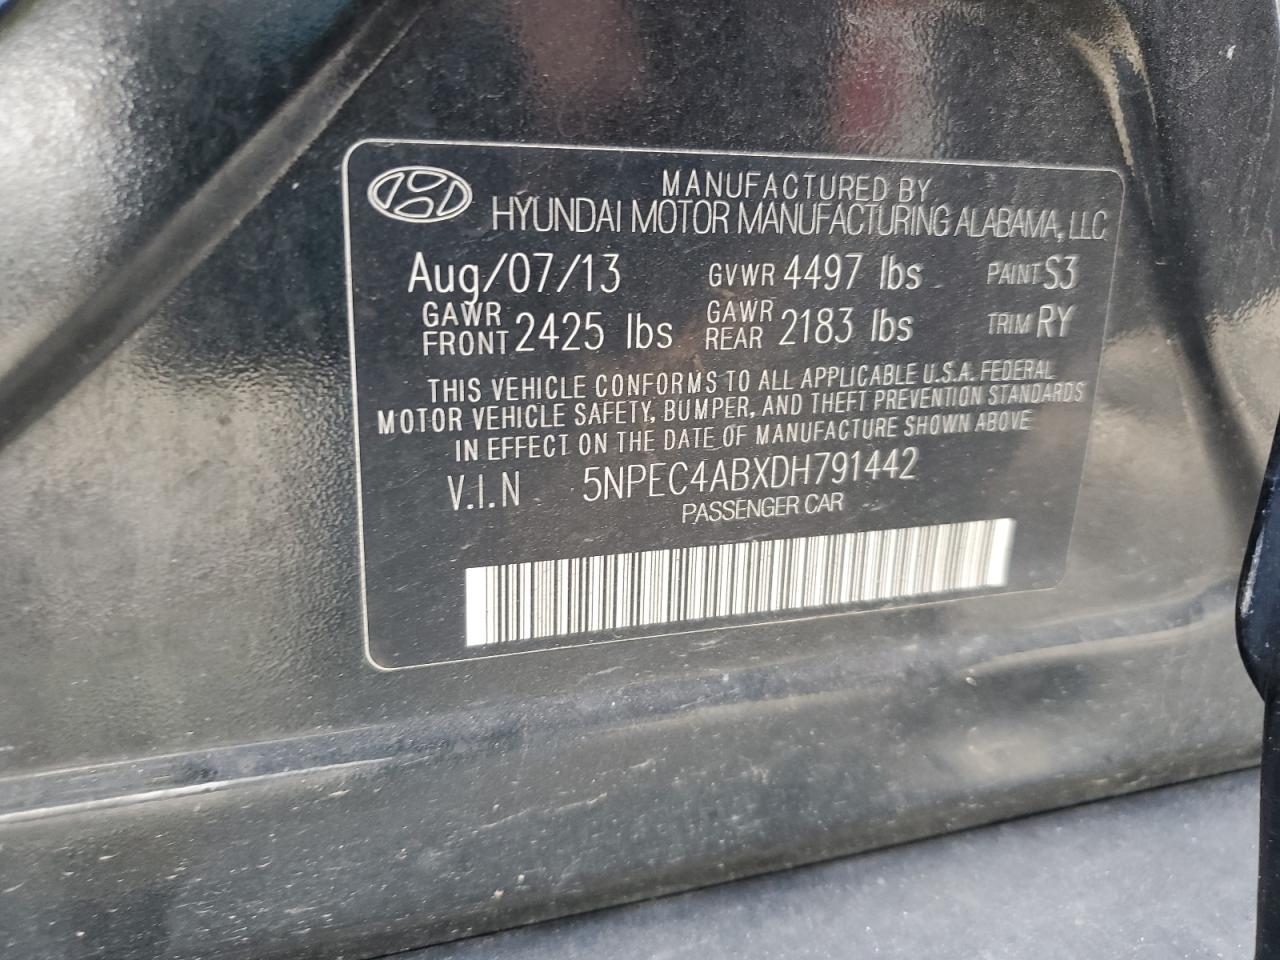 MANUFACTURED BY
HYUNDAI MOTOR MANUFACTURING ALABAMA, LLC
Aug/07/13 GVWR 4497 lbs PAINT S3
GAWR FRONT 2425 lbs GAWR REAR 2183 lbs TRIM RY
THIS VEHICLE CONFORMS TO ALL APPLICABLE U.S.A. FEDERAL
MOTOR VEHICLE SAFETY, BUMPER, AND THEFT PREVENTION STANDARDS
IN EFFECT ON THE DATE OF MANUFACTURE SHOWN ABOVE
V.I.N 5NPEC4ABXDH791442
PASSENGER CAR